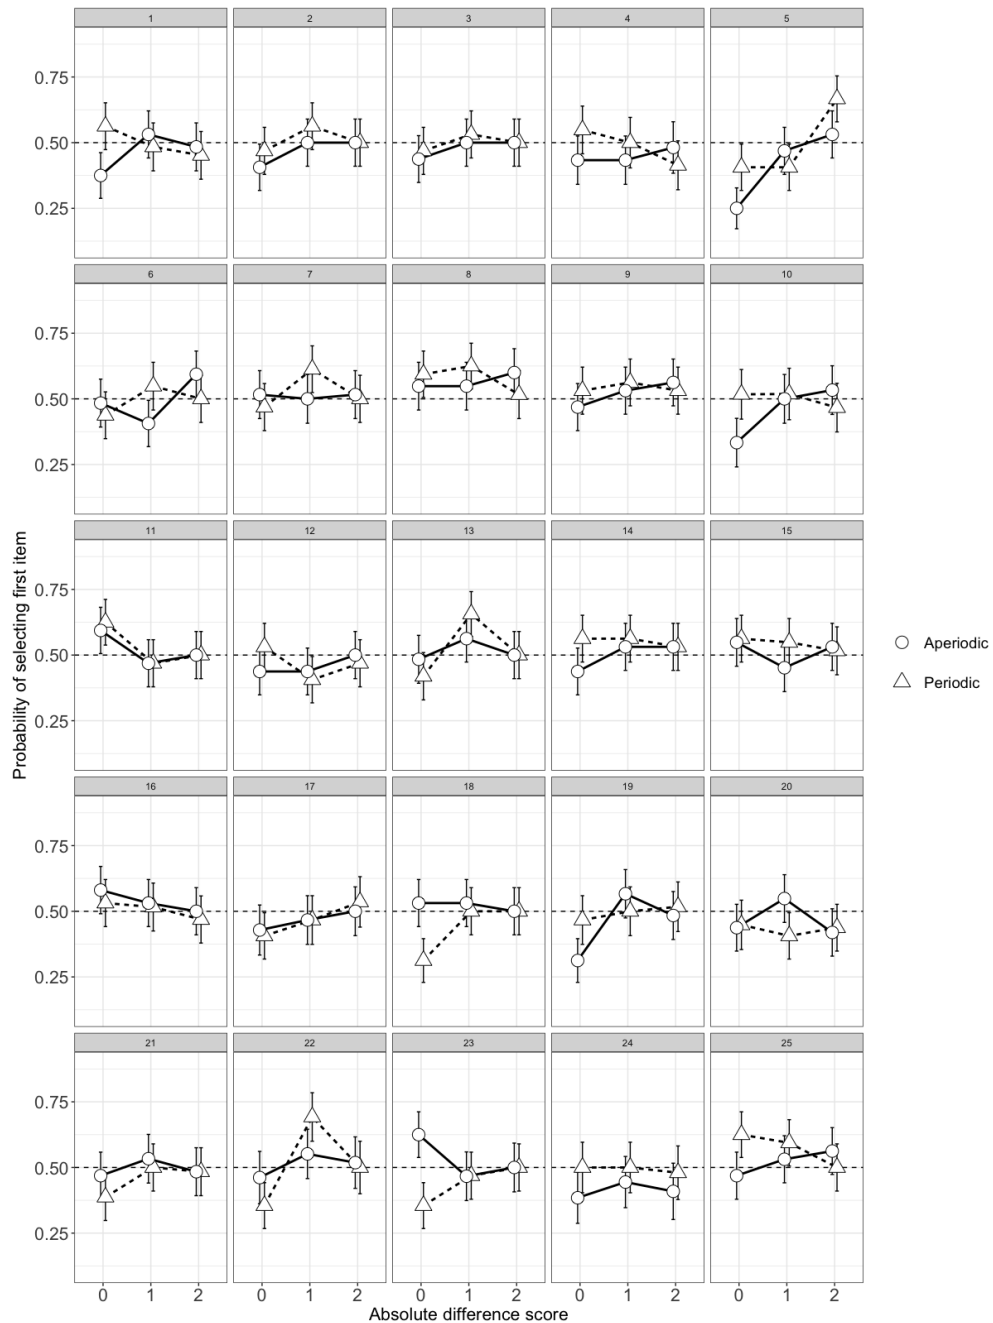 1 2 3 4 5
0.75
0.50
0.25
6 7 8 9 10
0.75
0.50
0.25
11 12 13 14 15
0.75
0.50
0.25
16 17 18 19 20
0.75
0.50
0.25
21 22 23 24 25
0.75
0.50
0.25
0 1 2 0 1 2 0 1 2 0 1 2 0 1 2
Absolute difference score
Probability of selecting first item
Aperiodic
Periodic